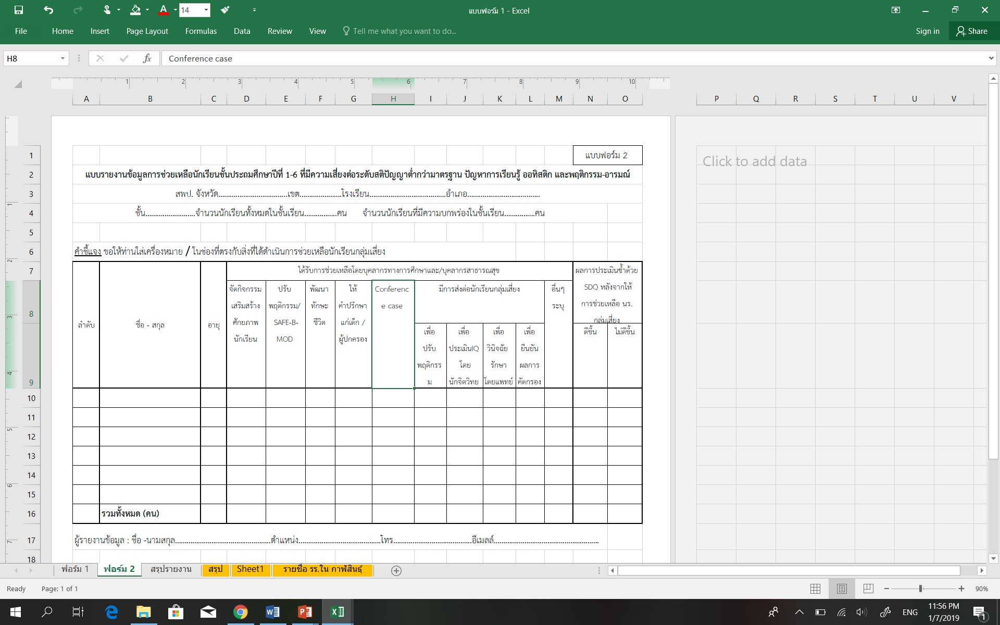 14
แบบฟอร์ม 1 - Excel
File Home Insert Page Layout Formulas Data Review View Tell me what you want to do... Sign in Share
H8 fx Conference case
1 2 3 4 5 6 7 8 9 10
A B C D E F G H I J K L M N O P Q R S T U V
1 แบบฟอร์ม 2
Click to add data
2 แบบรายงานข้อมูลการช่วยเหลือนักเรียนชั้นประถมศึกษาปีที่ 1-6 ที่มีความเสี่ยงต่อระดับสติปัญญาต่ำกว่ามาตรฐาน ปัญหาการเรียนรู้ ออทิสติก และพฤติกรรม-อารมณ์
3 สพป. จังหวัด....................................เขต......................โรงเรียน........................................อำเภอ......................................
4 ชั้น..........................จำนวนนักเรียนทั้งหมดในชั้นเรียน.................คน จำนวนนักเรียนที่มีความบกพร่องในชั้นเรียน................คน
5
6 คำชี้แจง ขอให้ท่านใส่เครื่องหมาย / ในช่องที่ตรงกับสิ่งที่ได้ดำเนินการช่วยเหลือนักเรียนกลุ่มเสี่ยง
7 ได้รับการช่วยเหลือโดยบุคลากรทางการศึกษาและ/บุคลากรสาธารณสุข
ผลการประเมินซ้ำด้วย
SDQ หลังจากให้
การช่วยเหลือ นร.
กลุ่มเสี่ยง
8
ลำดับ
ชื่อ - สกุล
อายุ
จัดกิจกรรม
เสริมสร้าง
ศักยภาพ
นักเรียน
ปรับ
พฤติกรรม/
SAFE-B-
MOD
พัฒนา
ทักษะ
ชีวิต
ให้
คำปรึกษา
แก่เด็ก /
ผู้ปกครอง
Conferenc
e case
มีการส่งต่อนักเรียนกลุ่มเสี่ยง
อื่นๆ
ระบุ
9
เพื่อ
ปรับ
พฤติกรร
ม
เพื่อ
ประเมินIQ
โดย
นักจิตวิทย
เพื่อ
วินิจฉัย
รักษา
โดยแพทย์
เพื่อ
ยืนยัน
ผลการ
คัดกรอง
ดีขึ้น
ไม่ดีขึ้น
10
11
12
13
14
15
16 รวมทั้งหมด (คน)
17 ผู้รายงานข้อมูล : ชื่อ -นามสกุล..................................................ตำแหน่ง...........................................โทร.........................................อีเมลล์.......................................................
18
1
2
3
4
5
6
7
ฟอร์ม 1 ฟอร์ม 2 สรุปรายงาน สรุป Sheet1 รายชื่อ รร.ใน กาฬสินธุ์
Ready Page: 1 of 1 90%
ENG 11:56 PM
1/7/2019
1